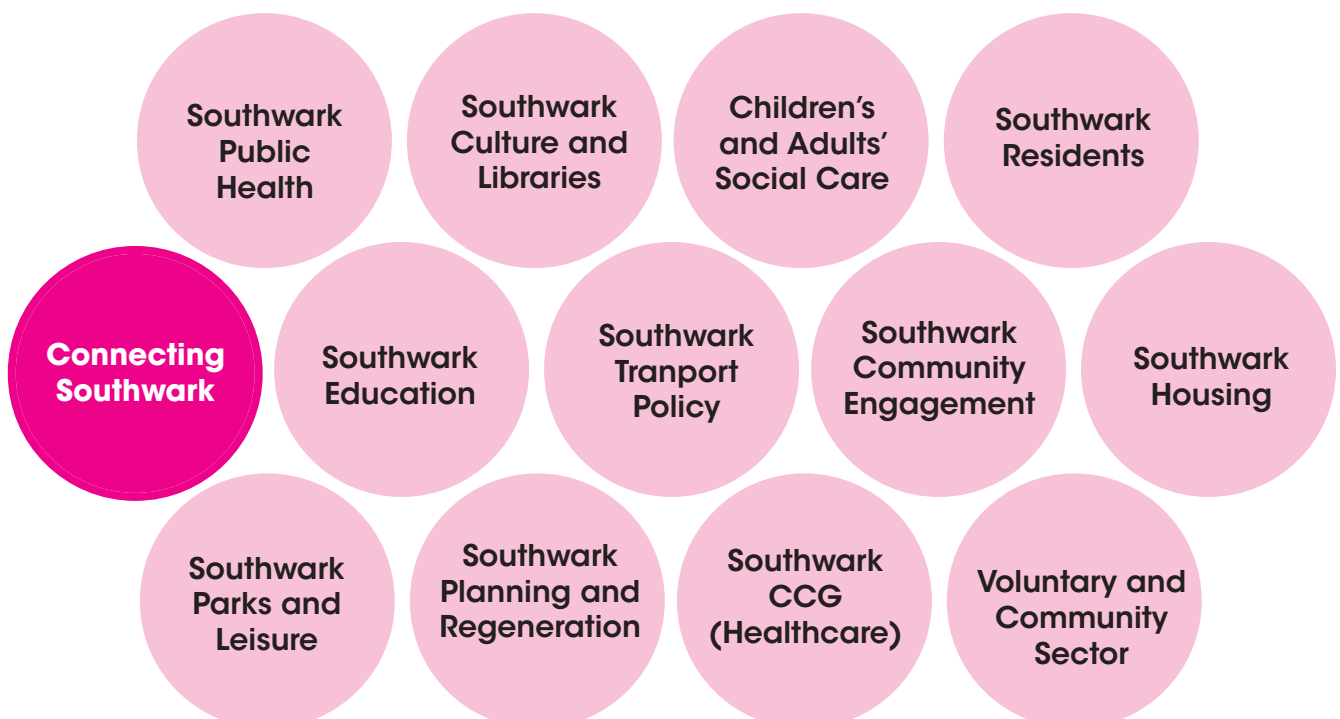 Southwark
Public
Health
Southwark
Culture and
Libraries
Children's
and Adults'
Social Care
Southwark
Residents
Connecting
Southwark
Southwark
Education
Southwark
Tranport
Policy
Southwark
Community
Engagement
Southwark
Housing
Southwark
Parks and
Leisure
Southwark
Planning and
Regeneration
Southwark
CCG
(Healthcare)
Voluntary and
Community
Sector